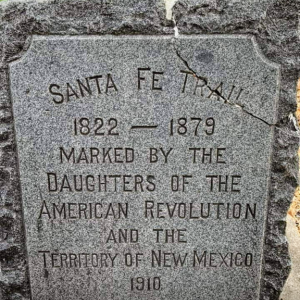 SANTA FE TRAIL
1822 — 1879
MARKED BY THE
DAUGHTERS OF THE
AMERICAN REVOLUTION
AND THE
TERRITORY OF NEW MEXICO
1910